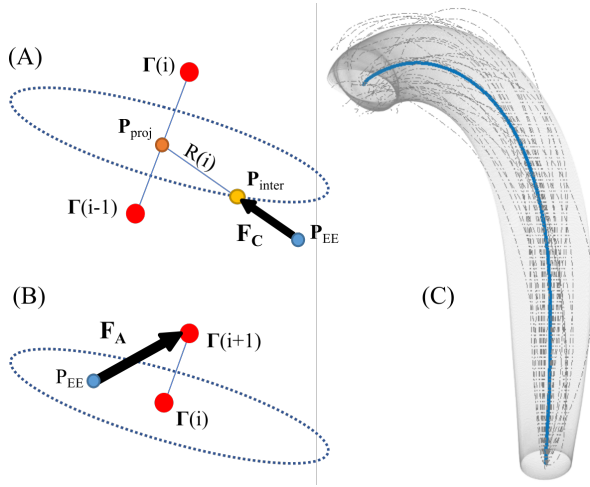 (A)
Γ(i)
P_proj
R(i)
P_inter
Γ(i-1)
F_C
P_EE
(B)
F_A
Γ(i+1)
P_EE
Γ(i)
(C)